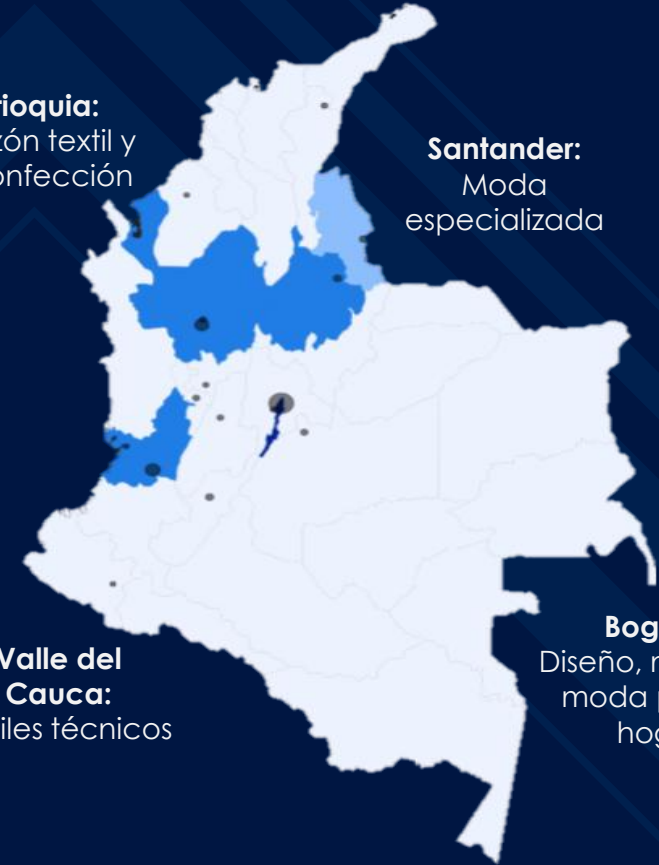 rioquia:
zón textil y
onfección
Santander:
Moda
especializada
Valle del
Cauca:
iles técnicos
Bog
Diseño, r
moda p
hog